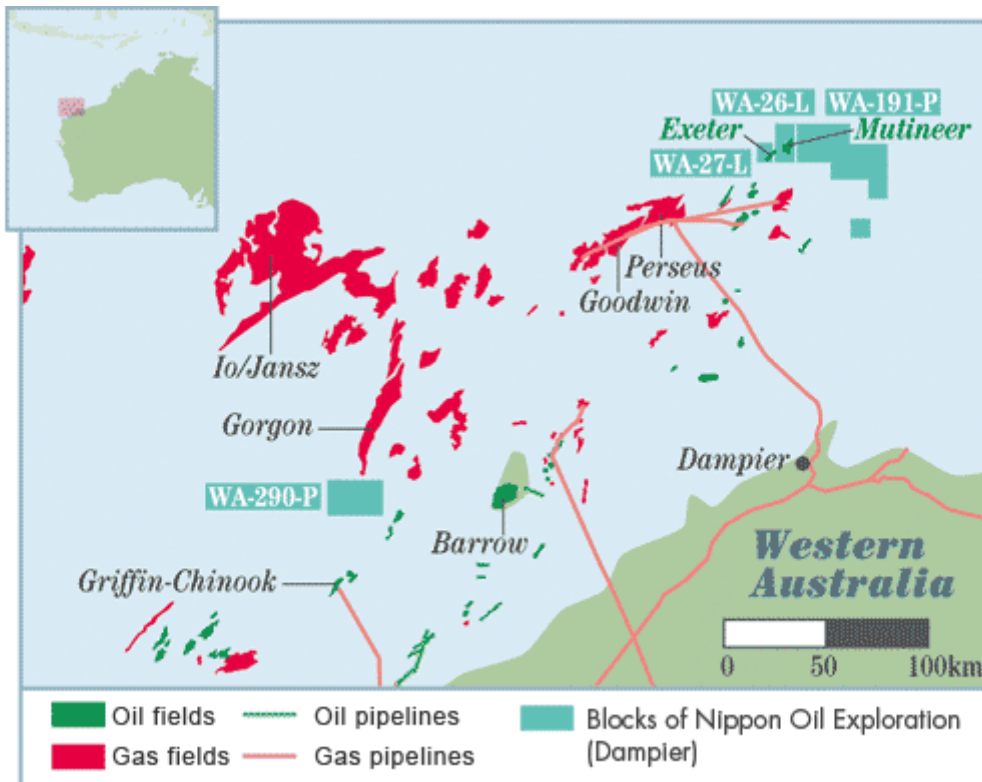 WA-26-L
WA-191-P
Exeter
Mutineer
WA-27-L
Perseus
Goodwin
Io/Jansz
Gorgon
Dampier
WA-290-P
Barrow
Western
Australia
Griffin-Chinook
0 50 100km
Oil fields
Oil pipelines
Blocks of Nippon Oil Exploration
(Dampier)
Gas fields
Gas pipelines